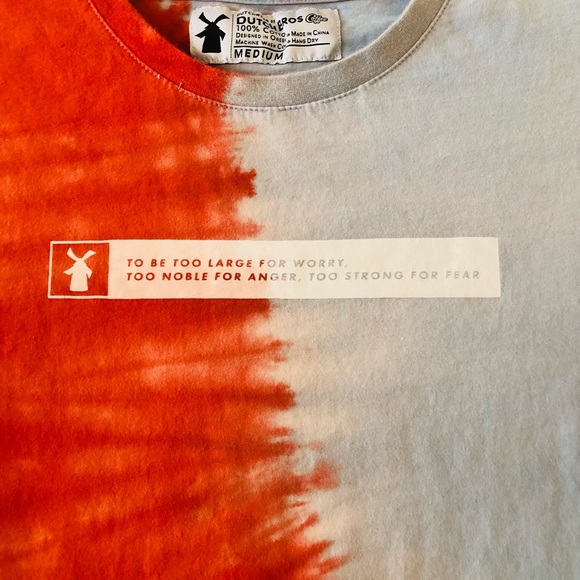 DUTCH BROS
100% COTTON MADE IN CHINA
DESIGNED IN OREGON HANG DRY
MACHINE WASH
MEDIUM
TO BE TOO LARGE FOR WORRY,
TOO NOBLE FOR ANGER, TOO STRONG FOR FEAR